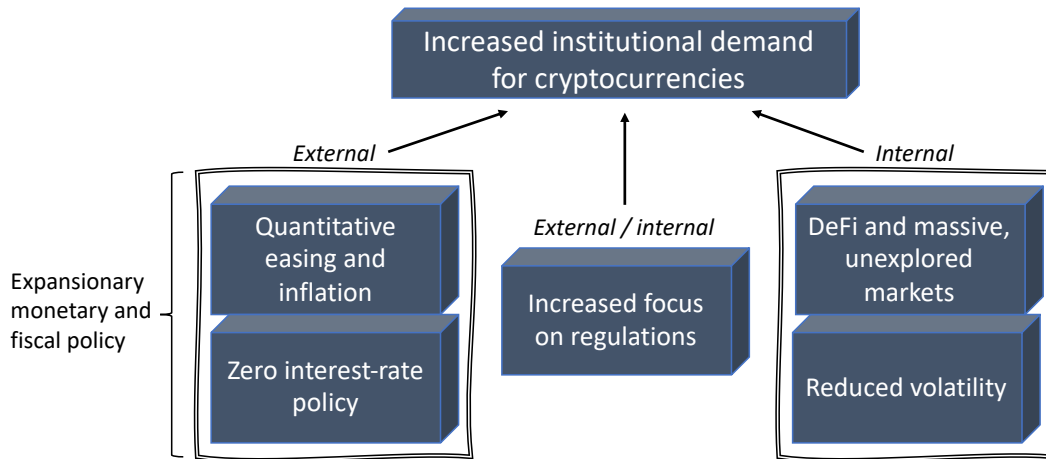 Increased institutional demand
for cryptocurrencies
External
Internal
External / internal
Expansionary
monetary and
fiscal policy
Quantitative
easing and
inflation
Zero interest-rate
policy
Increased focus
on regulations
DeFi and massive,
unexplored
markets
Reduced volatility